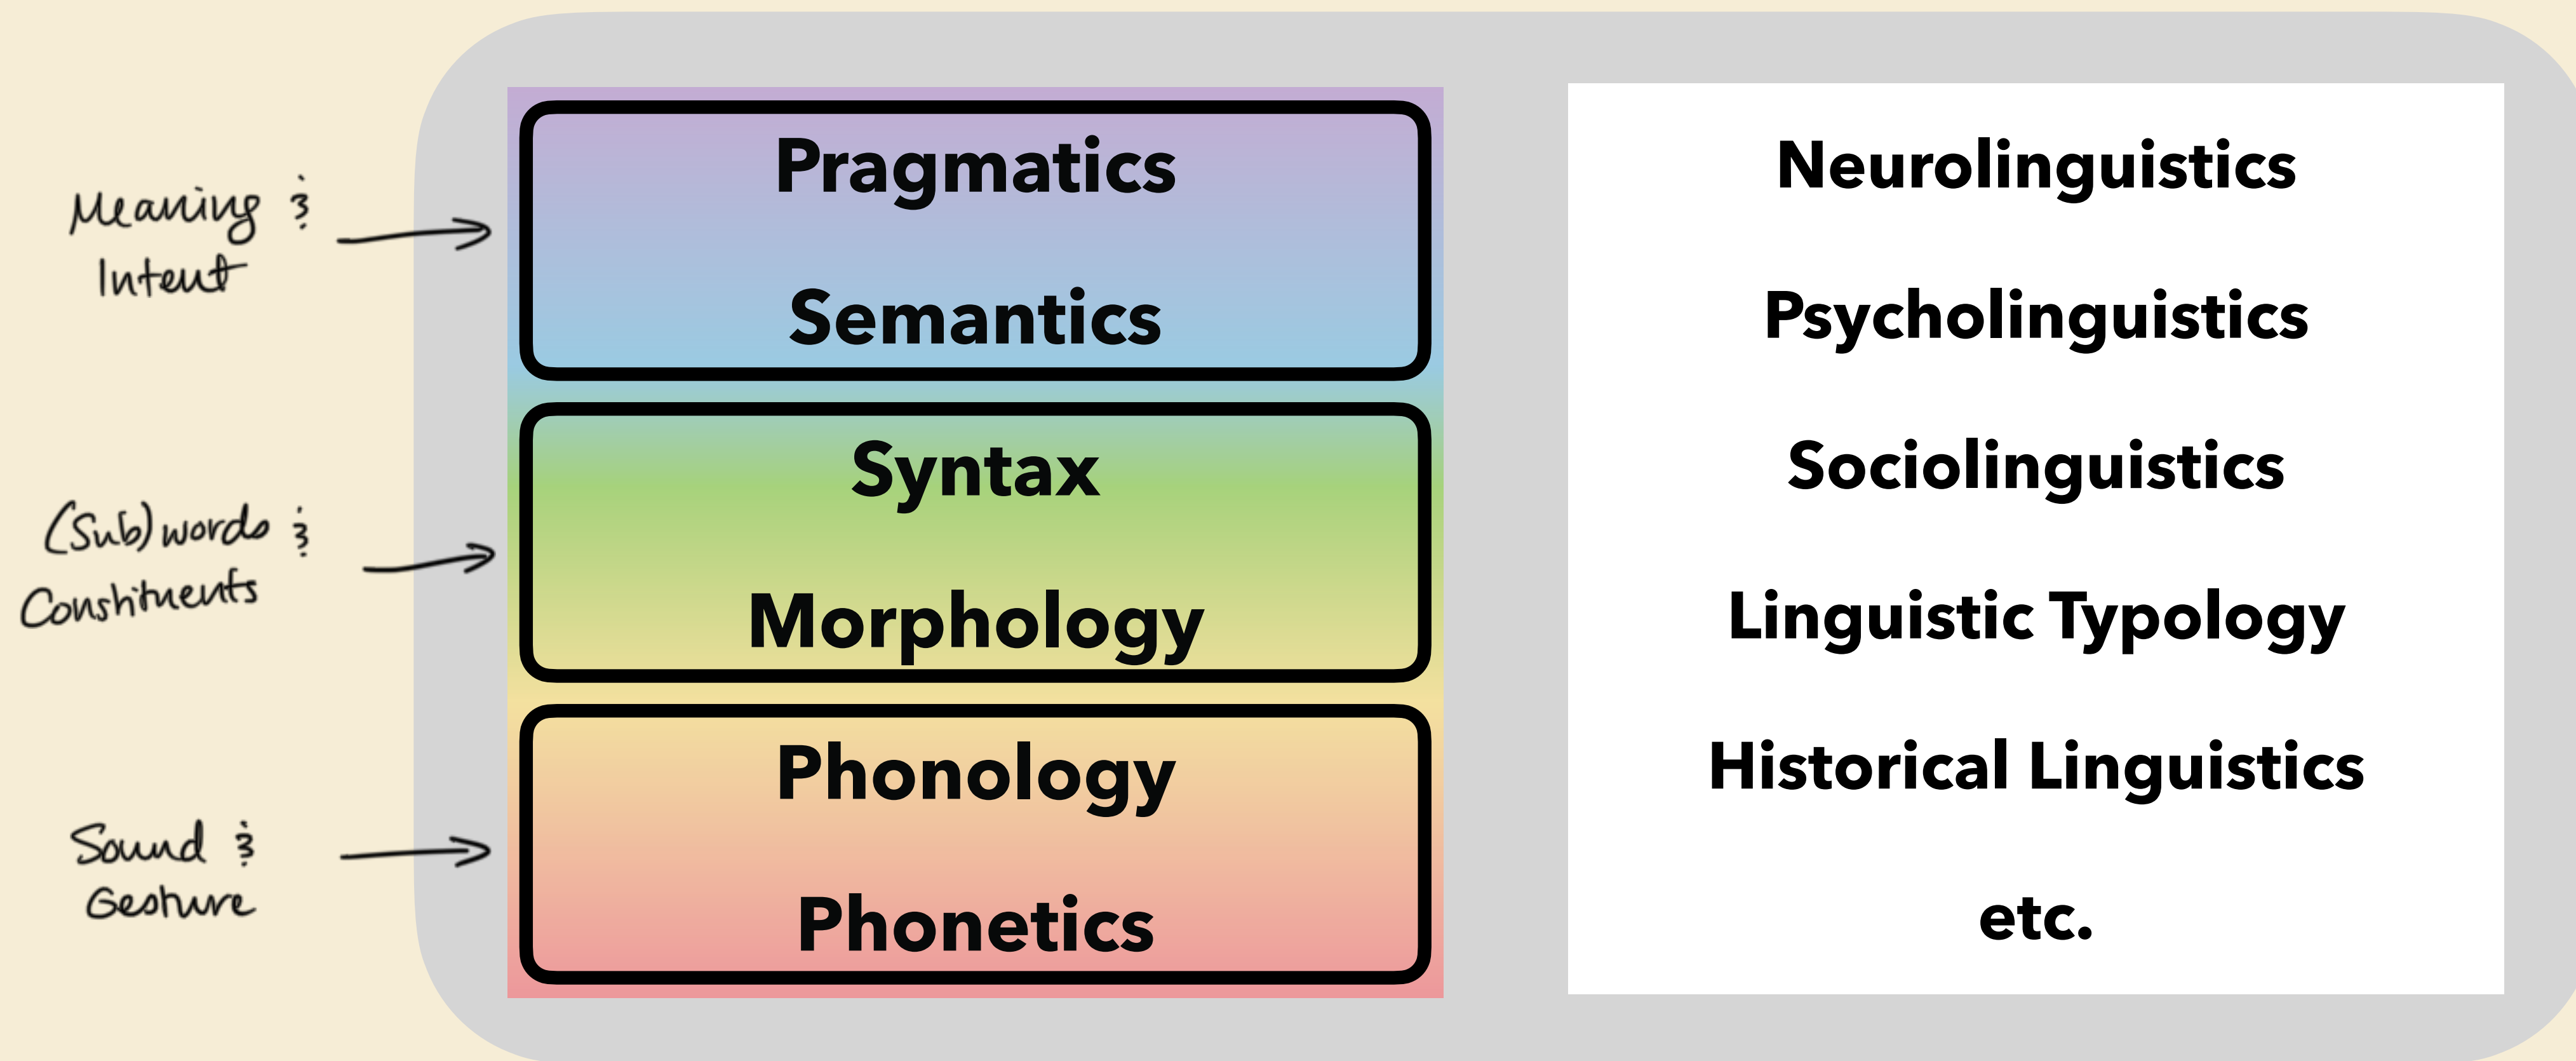 Meaning &
Intent
(Sub)words &
Constituents
Sound &
Gesture
Pragmatics
Semantics
Syntax
Morphology
Phonology
Phonetics
Neurolinguistics
Psycholinguistics
Sociolinguistics
Linguistic Typology
Historical Linguistics
etc.